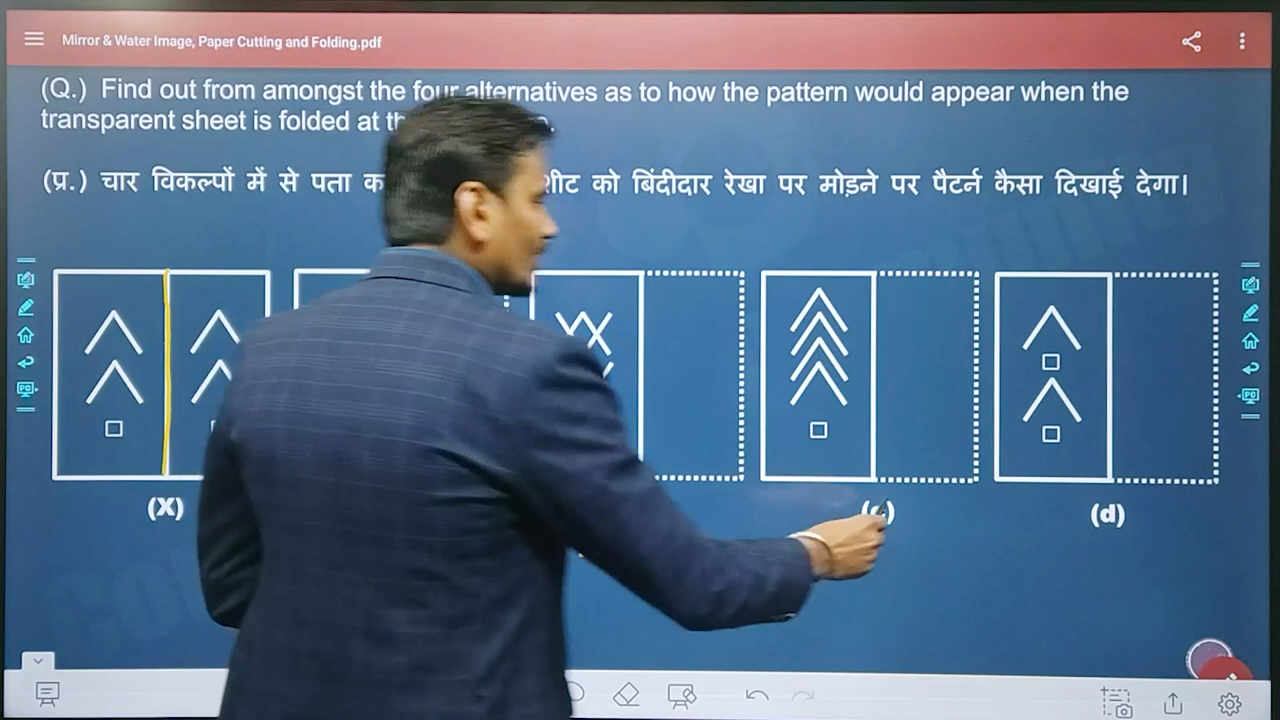 Mirror & Water Image, Paper Cutting and Folding.pdf
(Q.) Find out from amongst the four alternatives as to how the pattern would appear when the
transparent sheet is folded at
(प्र.) चार विकल्पों में से पता को बिंदीदार रेखा पर मोड़ने पर पैटर्न कैसा दिखाई देगा।
(X) (d)